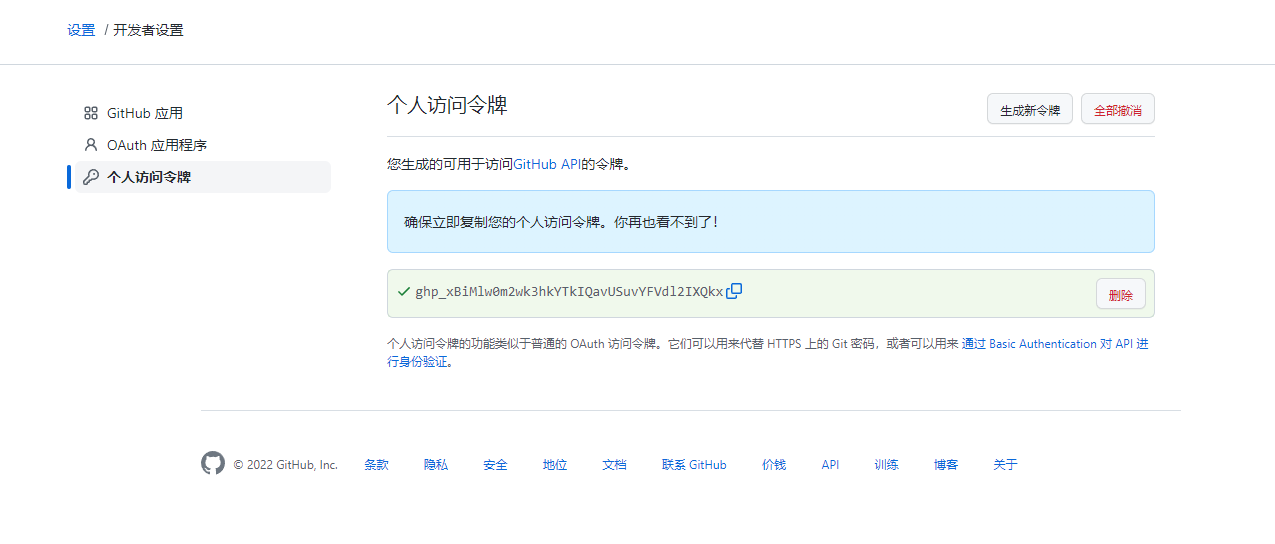 设置 / 开发者设置
GitHub 应用
OAuth 应用程序
个人访问令牌
个人访问令牌
生成新令牌
全部撤消
您生成的可用于访问GitHub API的令牌。
确保立即复制您的个人访问令牌。你再也看不到了！
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
删除
个人访问令牌的功能类似于普通的 OAuth 访问令牌。它们可以用来代替 HTTPS 上的 Git 密码，或者可以用来 通过 Basic Authentication 对 API 进
行身份验证。
© 2022 GitHub, Inc.
条款
隐私
安全
地位
文档
联系 GitHub
价钱
API
训练
博客
关于